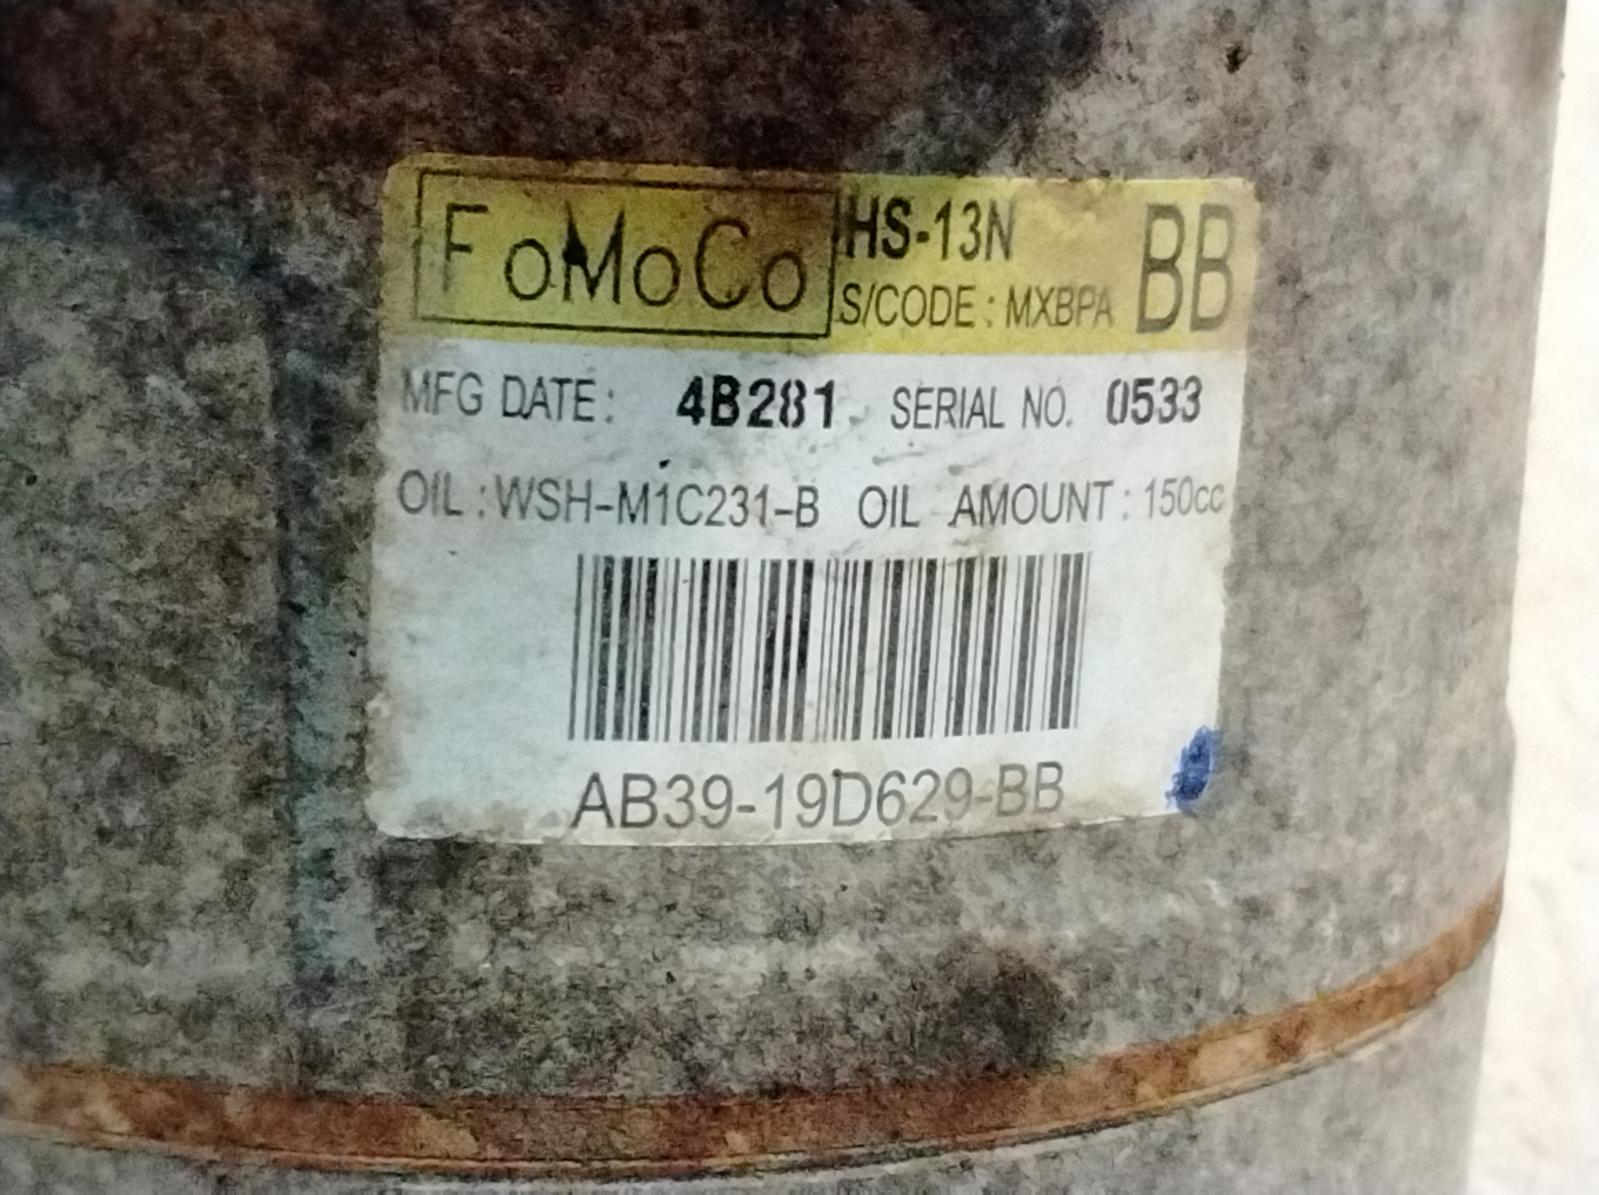 FoMoCo HS-13N BB
S/CODE : MXBPA
MFG DATE : 4B281 SERIAL NO. 0533
OIL : WSH-M1C231-B OIL AMOUNT : 150cc
AB39-19D629-BB